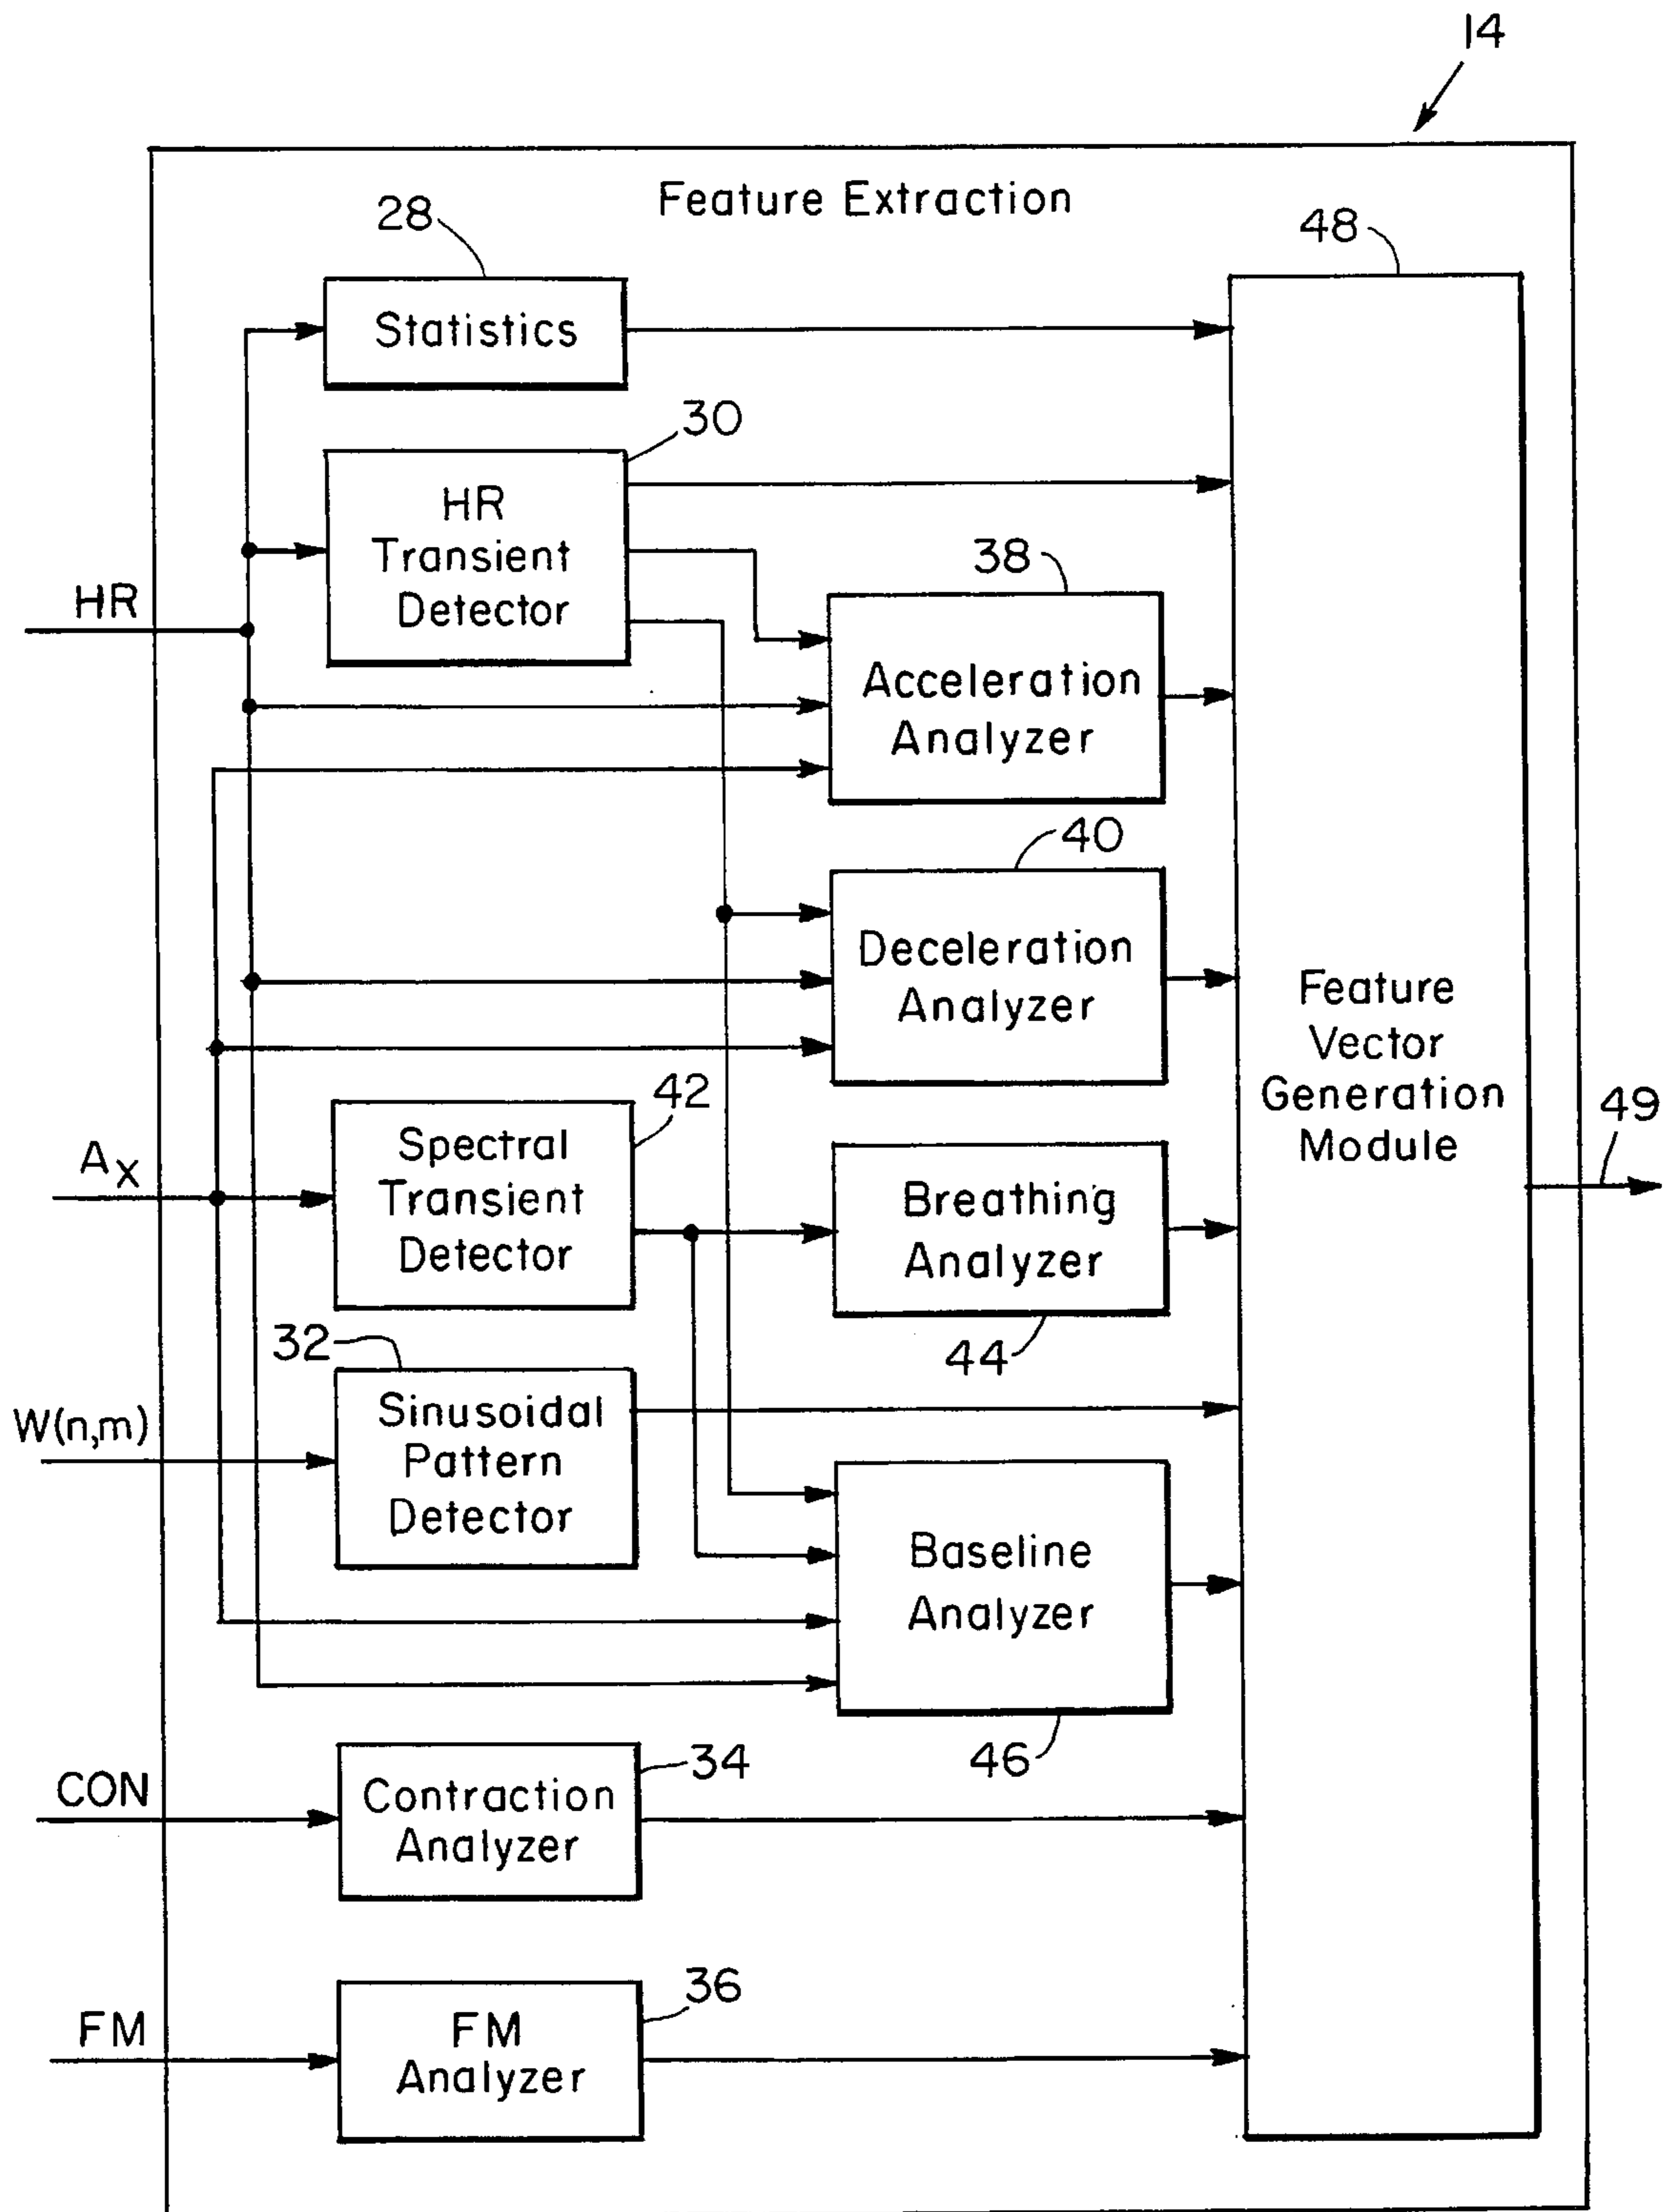 14
Feature Extraction
28
48
Statistics
30
HR
Transient
Detector
38
HR
Acceleration
Analyzer
40
Deceleration
Analyzer
Feature
Vector
Generation
Module
42
49
Spectral
Transient
Detector
A X
Breathing
Analyzer
44
32
Sinusoidal
Pattern
Detector
W(n,m)
Baseline
Analyzer
46
34
CON
Contraction
Analyzer
36
FM
FM
Analyzer